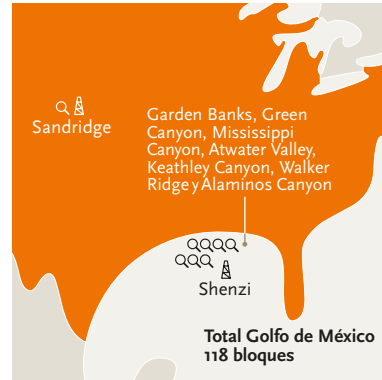 Sandridge
Garden Banks, Green
Canyon, Mississippi
Canyon, Atwater Valley,
Keathley Canyon, Walker
Ridge y Alaminos Canyon
Shenzi
Total Golfo de México
118 bloques